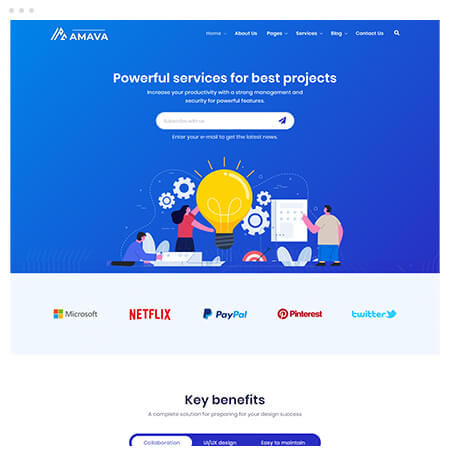 AMAVA
Home About Us Pages Services Blog Contact Us
Powerful services for best projects
Increase your productivity with a strong management and
security for powerful features.
Subscribe with us
Enter your e-mail to get the latest news.
Microsoft NETFLIX PayPal Pinterest twitter
Key benefits
A complete solution for preparing for your design success
Collaboration UI/UX design Easy to maintain